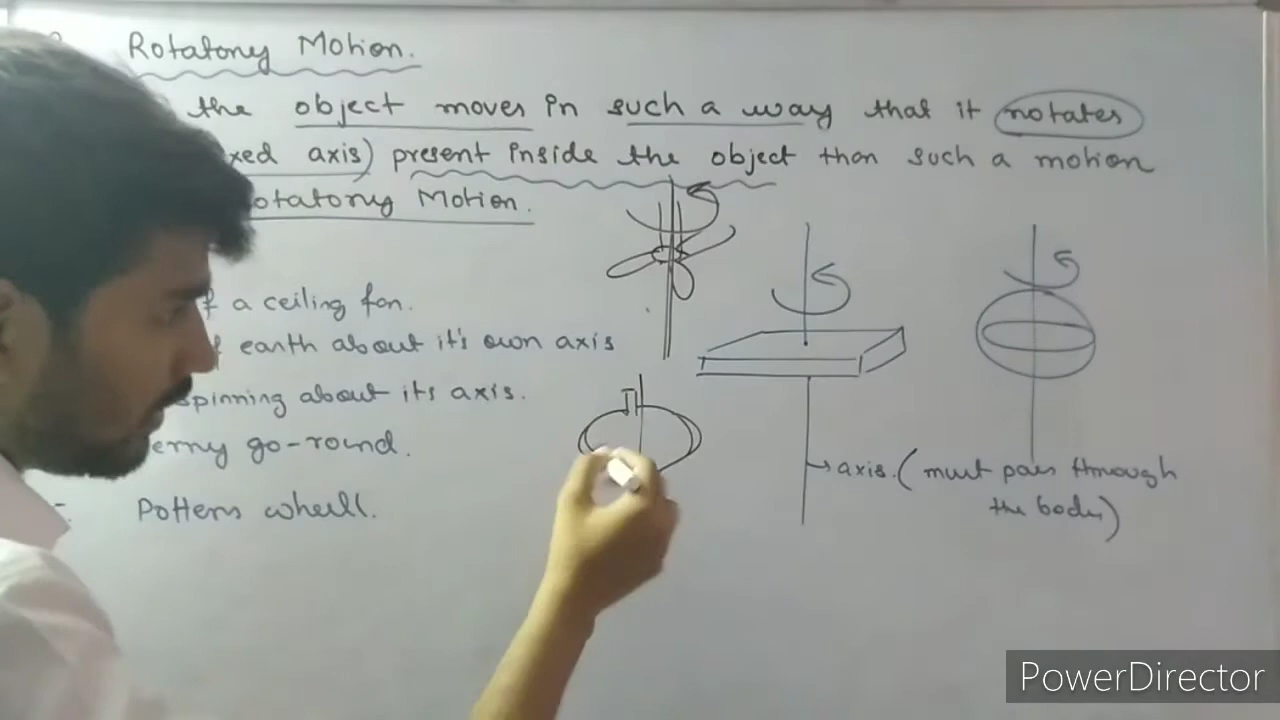 Rotatory Motion.
the object moves in such a way that it rotates
xed axis) present inside the object than such a motion
otatory Motion.
f a ceiling fan.
f earth about it's own axis
spinning about its axis.
erry go-round.
Potters wheel.
axis. (must pass through
the body)
PowerDirector